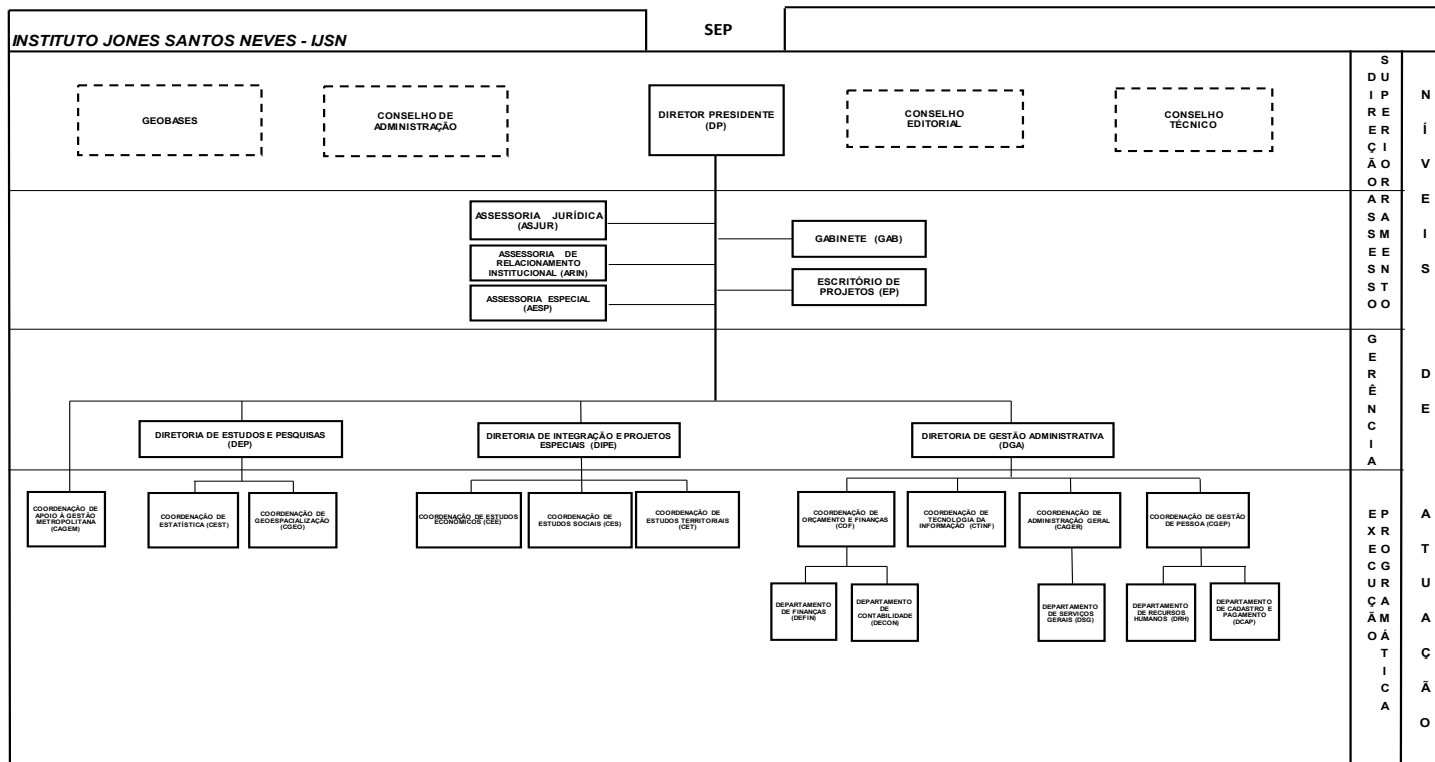 SEP
INSTITUTO JONES SANTOS NEVES - IJSN
GEOBASES
CONSELHO DE
ADMINISTRAÇÃO
DIRETOR PRESIDENTE
(DP)
CONSELHO
EDITORIAL
CONSELHO
TÉCNICO
DIREÇÃO
SUPERIOR
ASSESSORIA JURÍDICA
(ASJUR)
ASSESSORIA DE
RELACIONAMENTO
INSTITUCIONAL (ARIN)
ASSESSORIA ESPECIAL
(AESP)
GABINETE (GAB)
ESCRITÓRIO DE
PROJETOS (EP)
ASSESSO
RAMENTO
GERÊNCIA
DIRETORIA DE ESTUDOS E PESQUISAS
(DEP)
DIRETORIA DE INTEGRAÇÃO E PROJETOS
ESPECIAIS (DIPE)
DIRETORIA DE GESTÃO ADMINISTRATIVA
(DGA)
COORDENAÇÃO DE
APOIO À GESTÃO
METROPOLITANA
(CAGEM)
COORDENAÇÃO DE
ESTATÍSTICA (CEST)
COORDENAÇÃO DE
GEOESPACIALIZAÇÃO
(CGEO)
COORDENAÇÃO DE ESTUDOS
ECONÔMICOS (CEE)
COORDENAÇÃO DE
ESTUDOS SOCIAIS (CES)
COORDENAÇÃO DE
ESTUDOS TERRITORIAIS
(CET)
COORDENAÇÃO DE
ORÇAMENTO E FINANÇAS
(COF)
COORDENAÇÃO DE
TECNOLOGIA DA
INFORMAÇÃO (CTINF)
COORDENAÇÃO DE
ADMINISTRAÇÃO GERAL
(CAGER)
COORDENAÇÃO DE GESTÃO
DE PESSOA (CGEP)
DEPARTAMENTO
DE FINANÇAS
(DEFIN)
DEPARTAMENTO
DE
CONTABILIDADE
(DECON)
DEPARTAMENTO
DE SERVIÇOS
GERAIS (DSG)
DEPARTAMENTO
DE RECURSOS
HUMANOS (DRH)
DEPARTAMENTO
DE CADASTRO E
PAGAMENTO
(DCAP)
EXECUÇÃO
PROGRAMÁTICA
NÍVEIS DE ATUAÇÃO